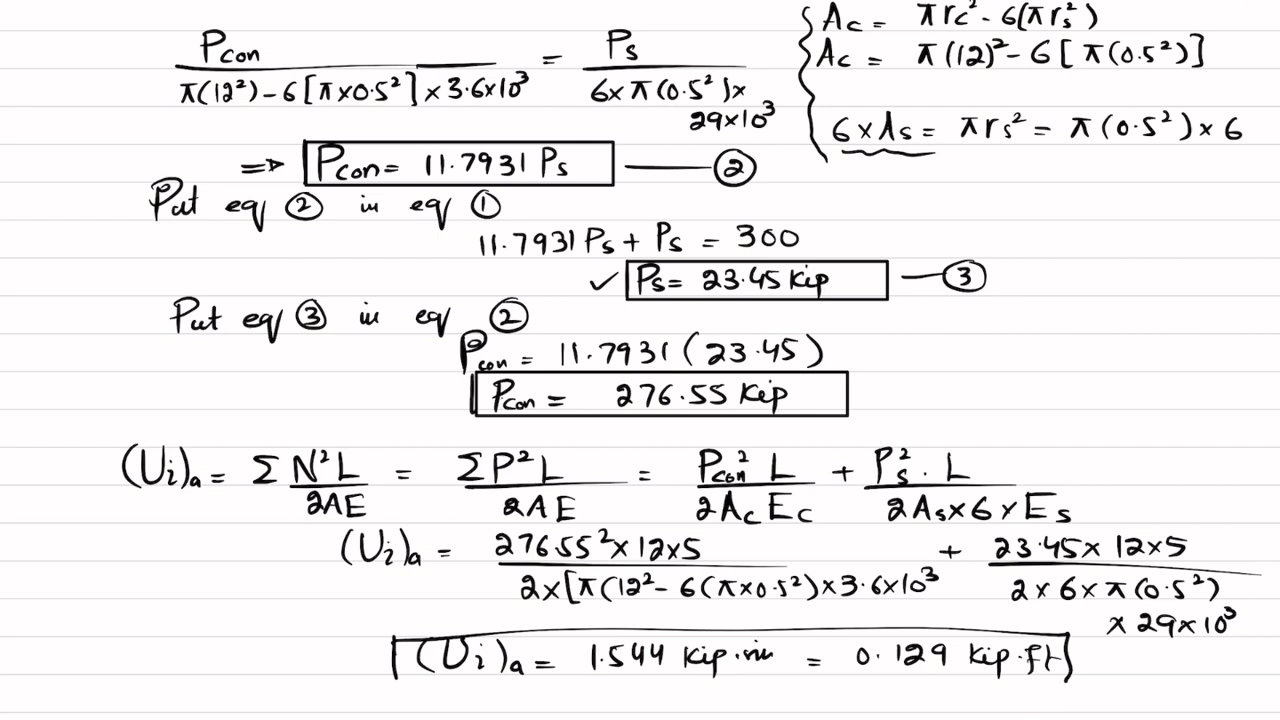 Ac = πrc² - 6(πrs²)
Ac = π(12)² - 6[π(0.5²)]
6×As = πrs² = π(0.5²)×6
Pcon / π(12²) - 6[π×0.5²]×3.6×10³ = Ps / 6×π(0.5²)× 29×10³
⇒ Pcon = 11.7931 Ps — ②
Put eq ② in eq ①
11.7931 Ps + Ps = 300
✓ Ps = 23.45 Kip — ③
Put eq ③ in eq ②
Pcon = 11.7931 (23.45)
Pcon = 276.55 Kip
(Ui)a = Σ N²L / 2AE = Σ P²L / 2AE = Pcon² L / 2AcEc + Ps² . L / 2As×6×Es
(Ui)a = 276.55²×12×5 / 2×[π(12² - 6(π×0.5²)×3.6×10³ + 23.45×12×5 / 2×6×π(0.5²) ×29×10³
(Ui)a = 1.544 kip.in = 0.129 kip.ft